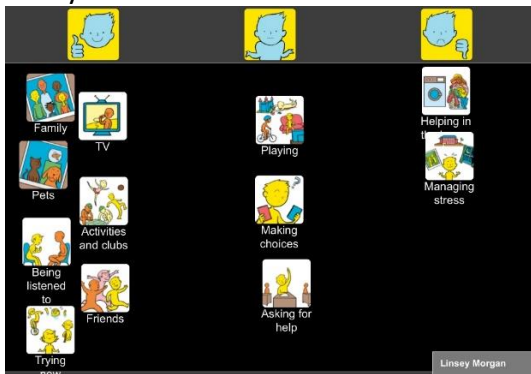 Family
TV
Pets
Activities
and clubs
Being
listened
to
Friends
Trying
new
Playing
Making
choices
Asking for
help
Helping in
Managing
stress
Linsey Morgan